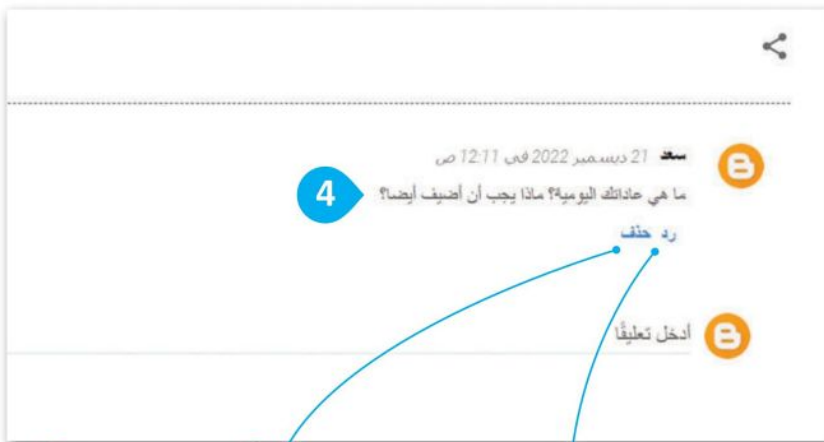 سعد 21 ديسمبر 2022 في 12:11 ص
ما هي عاداتك اليومية؟ ماذا يجب أن أضيف أيضا؟
4
رد حذف
أدخل تعليقًا